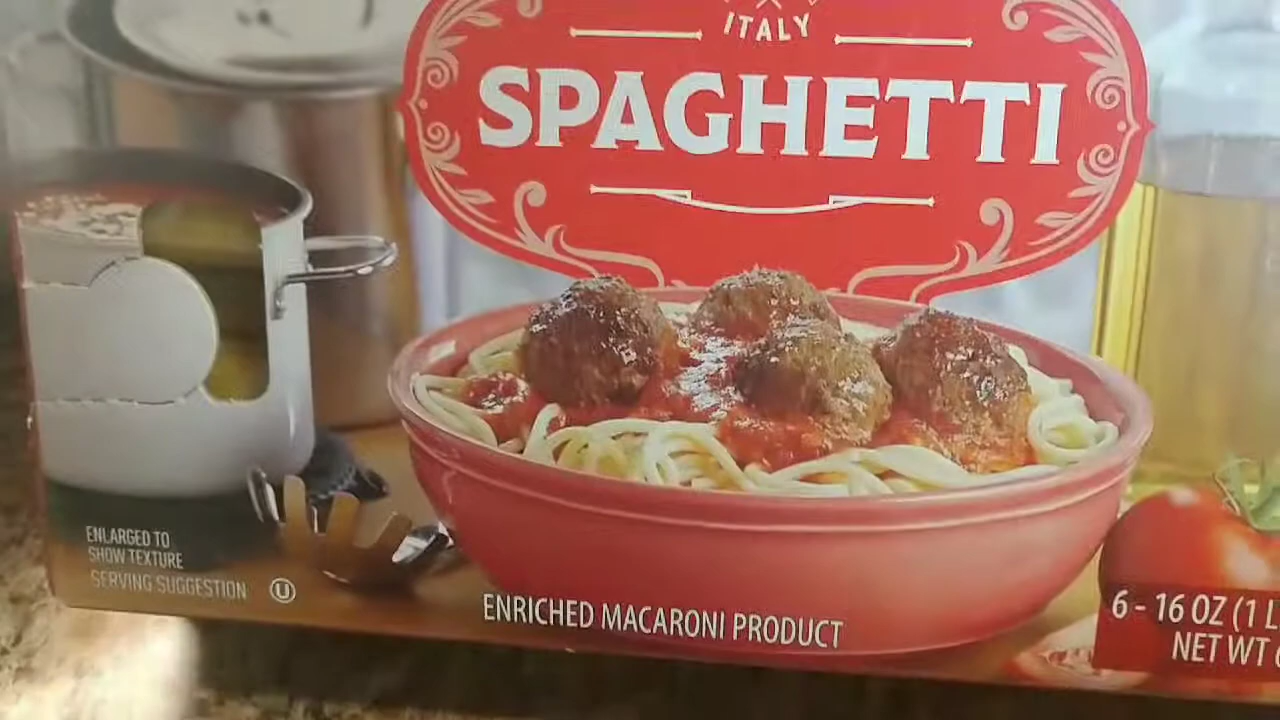 ITALY
SPAGHETTI
ENLARGED TO
SHOW TEXTURE
SERVING SUGGESTION
U
ENRICHED MACARONI PRODUCT
6 - 16 OZ (1 L
NET WT